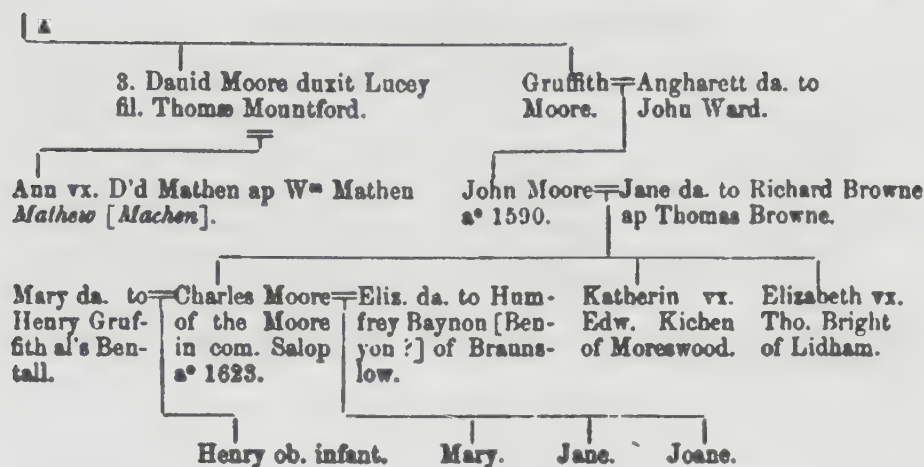 A
3. Dauid Moore duxit Lucey
fil. Thomæ Mountford.
Gruffith Moore.
Angharett da. to
John Ward.
Ann vx. D'd Mathen ap Wm Mathen
Mathew [Machen].
John Moore
aº 1590.
Jane da. to Richard Browne
ap Thomas Browne.
Mary da. to
Henry Gruf-
fith al's Ben-
tall.
Charles Moore
of the Moore
in com. Salop
aº 1623.
Eliz. da. to Hum-
frey Baynon [Ben-
yon ?] of Brauns-
low.
Katherin vx.
Edw. Kichen
of Moreswood.
Elizabeth vx.
Tho. Bright
of Lidham.
Henry ob. infant.
Mary.
Jane.
Joane.